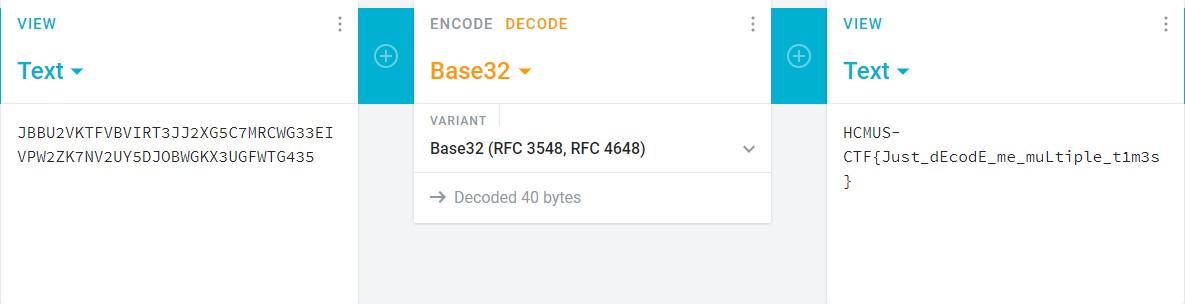 VIEW
Text
JBBU2VKTFVBVIRT3JJ2XG5C7MRCWG33EI
VPW2ZK7NV2UY5DJOBWGKX3UGFWTG435
ENCODE DECODE
Base32
VARIANT
Base32 (RFC 3548, RFC 4648)
→ Decoded 40 bytes
VIEW
Text
HCMUS-
CTF{Just_dEcodE_me_muLtiple_t1m3s
}